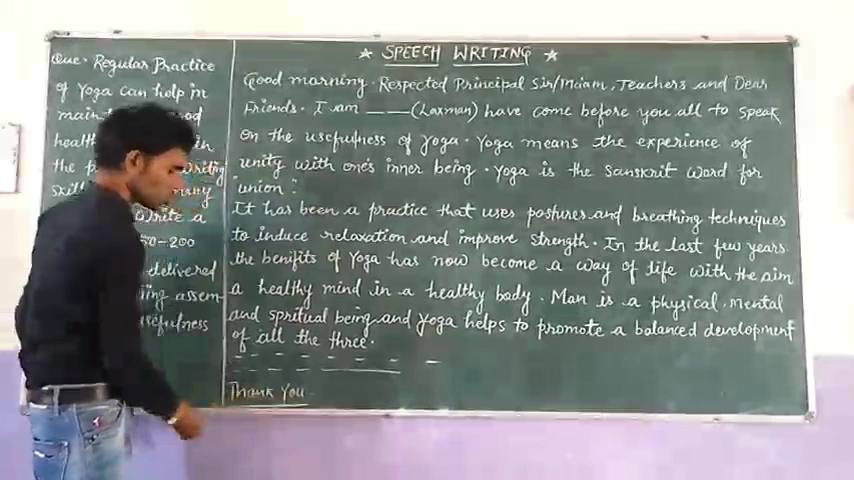 Que. Regular Practice
of Yoga can help in
main
health in
the p writing
skill
write a
50-200
delivered
ing assem-
usefulness
★ SPEECH WRITING ★
Good morning. Respected Principal Sir/Ma'am, Teachers and Dear
Friends. I am ____ (Laxman) have come before you all to speak
on the usefulness of yoga. Yoga means the experience of
unity with one's inner being. Yoga is the Sanskrit word for
"union".
It has been a practice that uses postures and breathing techniques
to induce relaxation and improve strength. In the last few years.
the benifits of Yoga has now become a way of life with the aim
a healthy mind in a healthy body. Man is a physical, mental
and spritual being and Yoga helps to promote a balanced development
of all the three.
Thank You